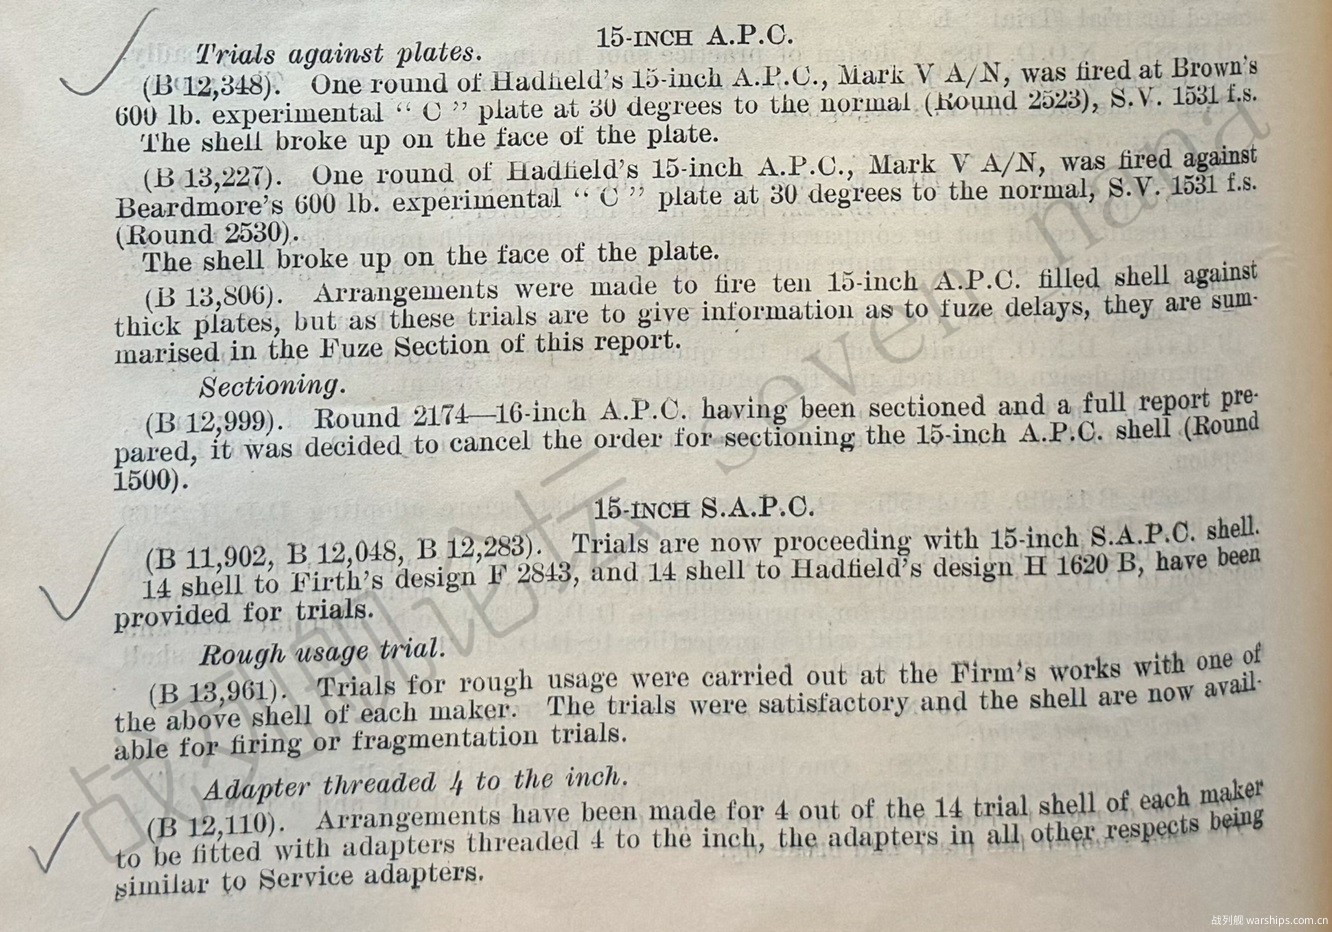 15-INCH A.P.C.
Trials against plates.
(B 12,348). One round of Hadfield's 15-inch A.P.C., Mark V A/N, was fired at Brown's
600 lb. experimental “ C ” plate at 30 degrees to the normal (Round 2523), S.V. 1531 f.s.
The shell broke up on the face of the plate.
(B 13,227). One round of Hadfield's 15-inch A.P.C., Mark V A/N, was fired against
Beardmore's 600 lb. experimental “ C ” plate at 30 degrees to the normal, S.V. 1531 f.s.
(Round 2530).
The shell broke up on the face of the plate.
(B 13,806). Arrangements were made to fire ten 15-inch A.P.C. filled shell against
thick plates, but as these trials are to give information as to fuze delays, they are sum-
marised in the Fuze Section of this report.
Sectioning.
(B 12,999). Round 2174—16-inch A.P.C. having been sectioned and a full report pre-
pared, it was decided to cancel the order for sectioning the 15-inch A.P.C. shell (Round
1500).
15-INCH S.A.P.C.
(B 11,902, B 12,048, B 12,283). Trials are now proceeding with 15-inch S.A.P.C. shell.
14 shell to Firth's design F 2843, and 14 shell to Hadfield's design H 1620 B, have been
provided for trials.
Rough usage trial.
(B 13,961). Trials for rough usage were carried out at the Firm's works with one of
the above shell of each maker. The trials were satisfactory and the shell are now avail-
able for firing or fragmentation trials.
Adapter threaded 4 to the inch.
(B 12,110). Arrangements have been made for 4 out of the 14 trial shell of each maker
to be fitted with adapters threaded 4 to the inch, the adapters in all other respects being
similar to Service adapters.
战列舰论坛 seven nana
战列舰 warships.com.cn